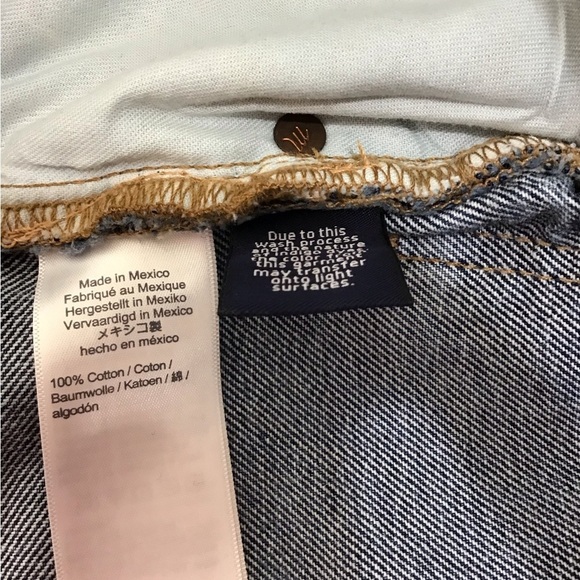 Made in Mexico
Fabriqué au Mexique
Hergestellt in Mexiko
Vervaardigd in Mexico
メキシコ製
hecho en méxico
100% Cotton / Coton /
Baumwolle / Katoen / 綿 /
algodón
Due to this
wash process
and the nature
of
the color from
this garment
may transfer
onto light
surfaces.